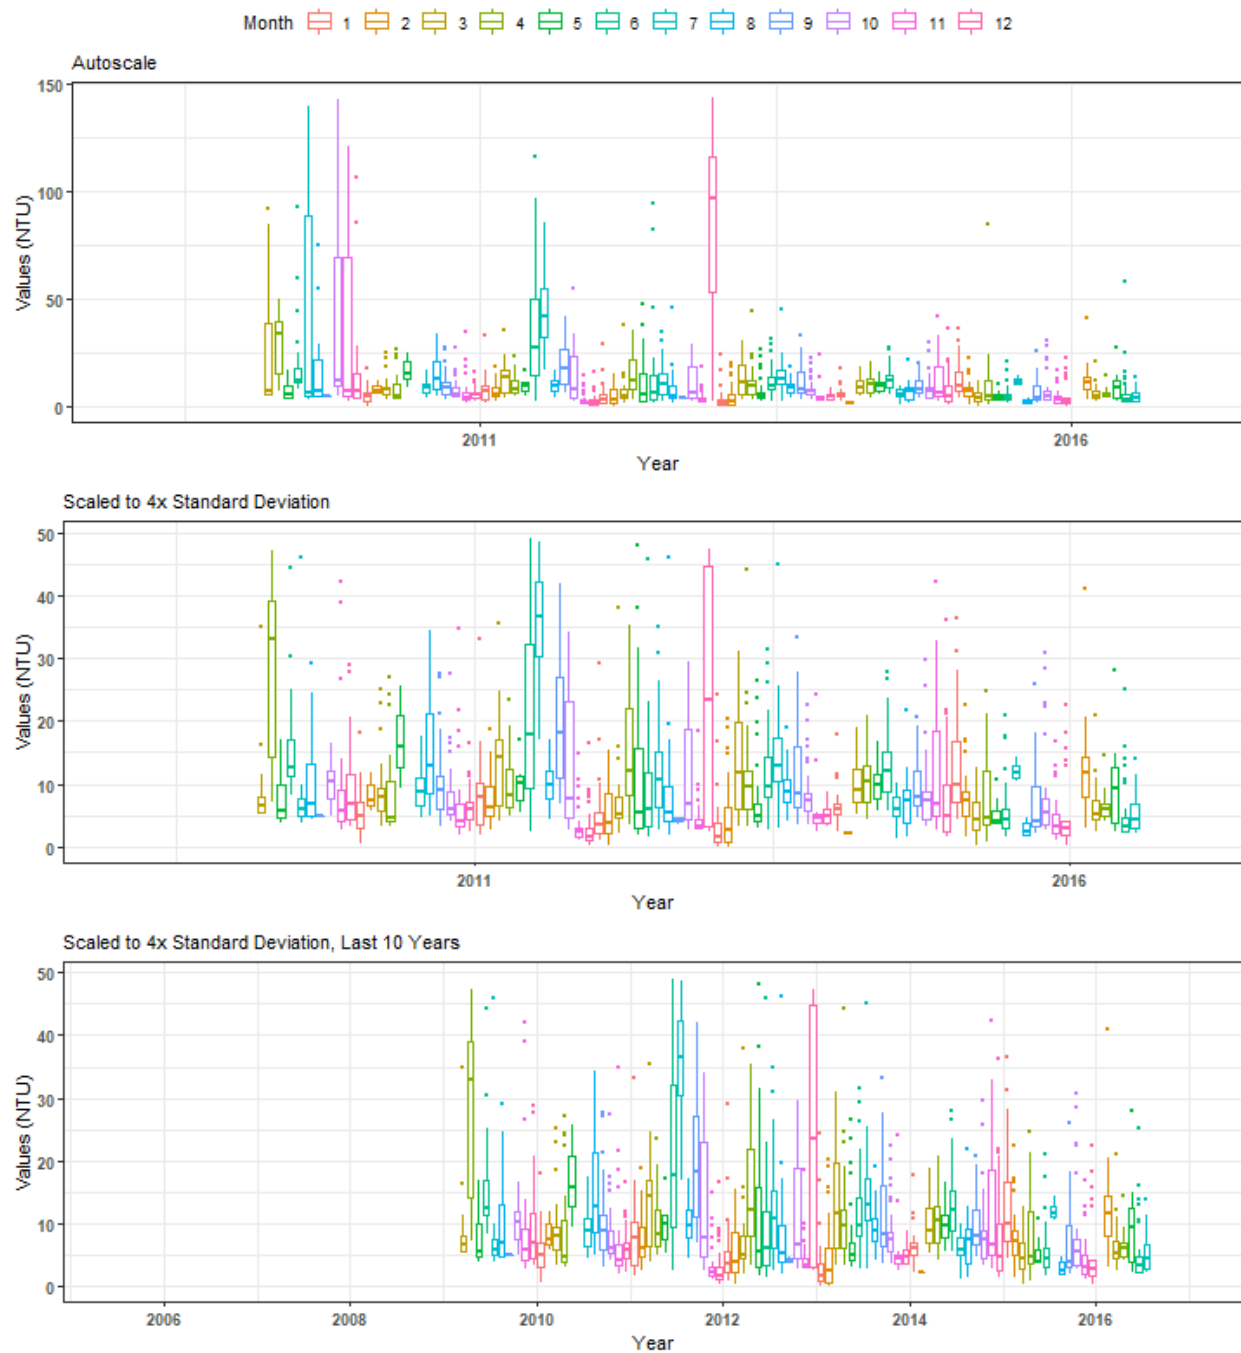 Month 1 2 3 4 5 6 7 8 9 10 11 12
Autoscale
Values (NTU)
150
100
50
0
2011
2016
Year
Scaled to 4x Standard Deviation
Values (NTU)
50
40
30
20
10
0
2011
2016
Year
Scaled to 4x Standard Deviation, Last 10 Years
Values (NTU)
50
40
30
20
10
0
2006
2008
2010
2012
2014
2016
Year